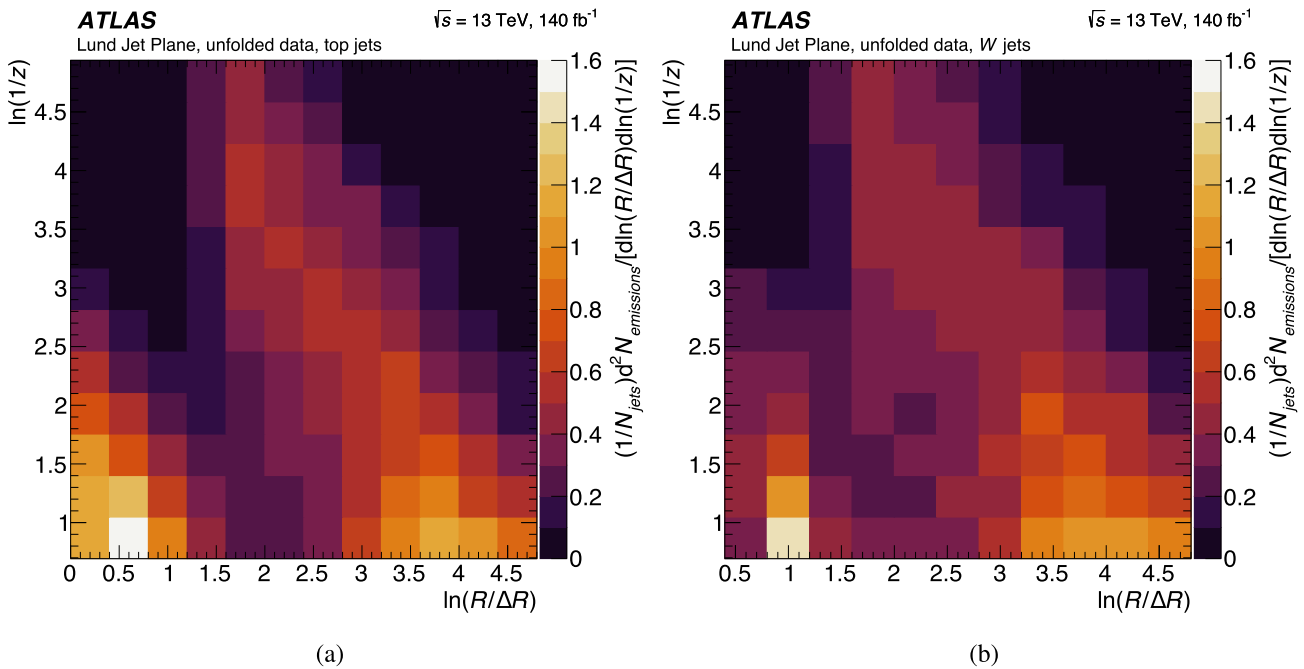 ATLAS
√s = 13 TeV, 140 fb⁻¹
Lund Jet Plane, unfolded data, top jets
ln(1/z)
4.5
4
3.5
3
2.5
2
1.5
1
0 0.5 1 1.5 2 2.5 3 3.5 4 4.5
ln(R/ΔR)
1.6
1.4
1.2
1
0.8
0.6
0.4
0.2
0
(1/N_jets)d²N_emissions/[dln(R/ΔR)dln(1/z)]
(a)
ATLAS
√s = 13 TeV, 140 fb⁻¹
Lund Jet Plane, unfolded data, W jets
ln(1/z)
4.5
4
3.5
3
2.5
2
1.5
1
0.5 1 1.5 2 2.5 3 3.5 4 4.5
ln(R/ΔR)
1.6
1.4
1.2
1
0.8
0.6
0.4
0.2
0
(1/N_jets)d²N_emissions/[dln(R/ΔR)dln(1/z)]
(b)